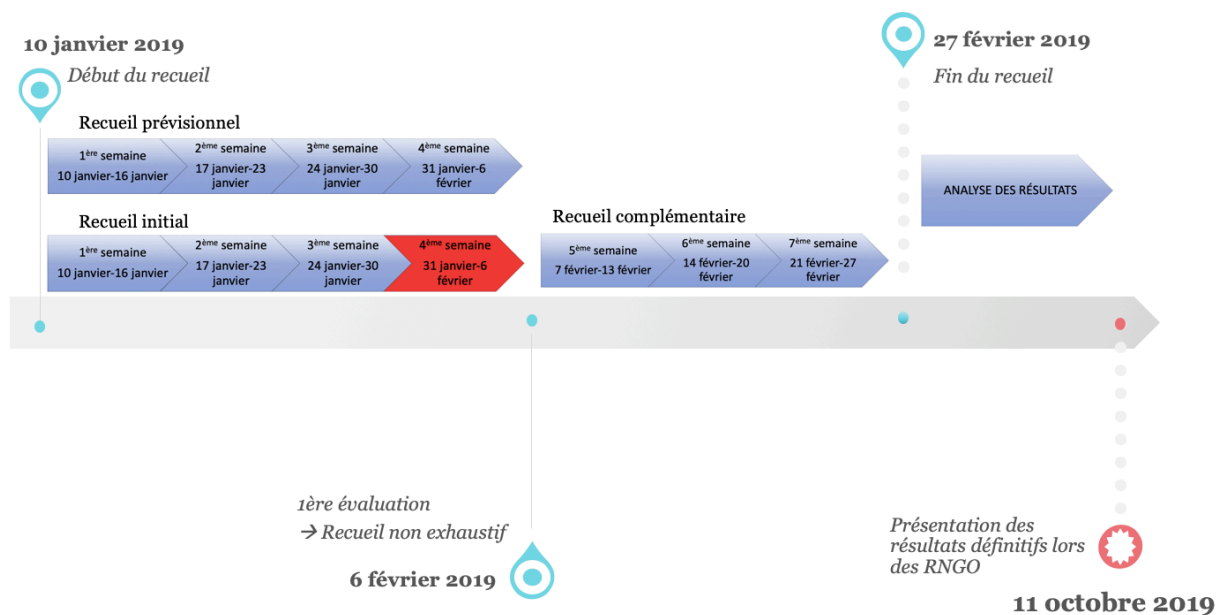 10 janvier 2019
Début du recueil
27 février 2019
Fin du recueil
Recueil prévisionnel
1ère semaine
10 janvier-16 janvier
2ème semaine
17 janvier-23
janvier
3ème semaine
24 janvier-30
janvier
4ème semaine
31 janvier-6
février
ANALYSE DES RÉSULTATS
Recueil initial
1ère semaine
10 janvier-16 janvier
2ème semaine
17 janvier-23
janvier
3ème semaine
24 janvier-30
janvier
4ème semaine
31 janvier-6
février
Recueil complémentaire
5ème semaine
7 février-13 février
6ème semaine
14 février-20
février
7ème semaine
21 février-27
février
1ère évaluation
→ Recueil non exhaustif
6 février 2019
Présentation des
résultats définitifs lors
des RNGO
11 octobre 2019